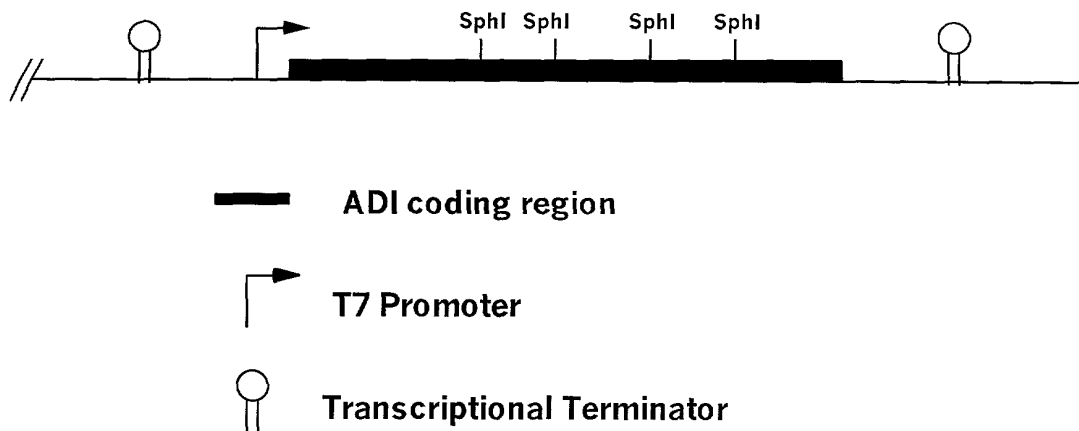 SphI SphI SphI SphI
ADI coding region
T7 Promoter
Transcriptional Terminator